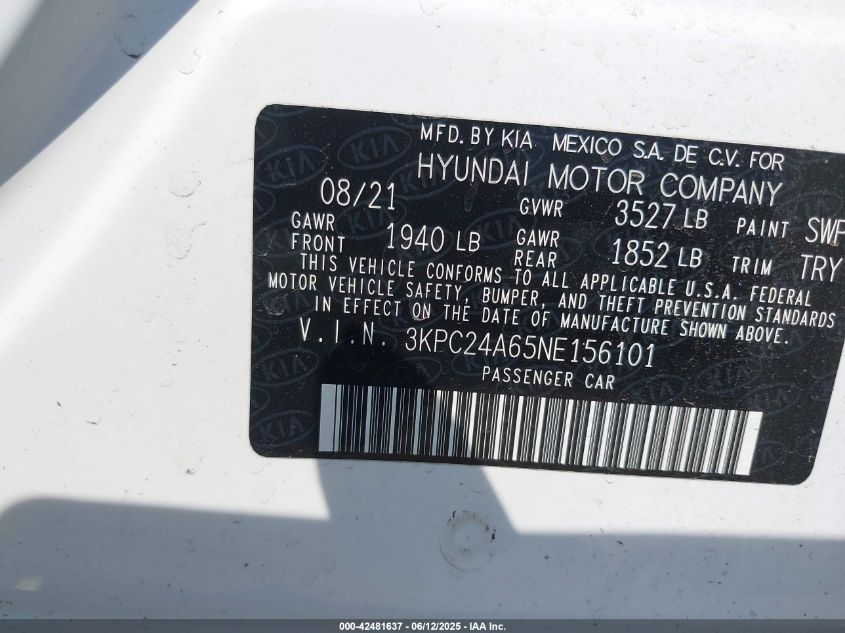 MFD. BY KIA MEXICO S.A. DE C.V. FOR
HYUNDAI MOTOR COMPANY
08/21 GVWR 3527 LB PAINT SWP
GAWR FRONT 1940 LB GAWR REAR 1852 LB TRIM TRY
THIS VEHICLE CONFORMS TO ALL APPLICABLE U.S.A. FEDERAL
MOTOR VEHICLE SAFETY, BUMPER, AND THEFT PREVENTION STANDARDS
IN EFFECT ON THE DATE OF MANUFACTURE SHOWN ABOVE.
V.I.N. 3KPC24A65NE156101
PASSENGER CAR
000-42481637 - 06/12/2025 - IAA Inc.